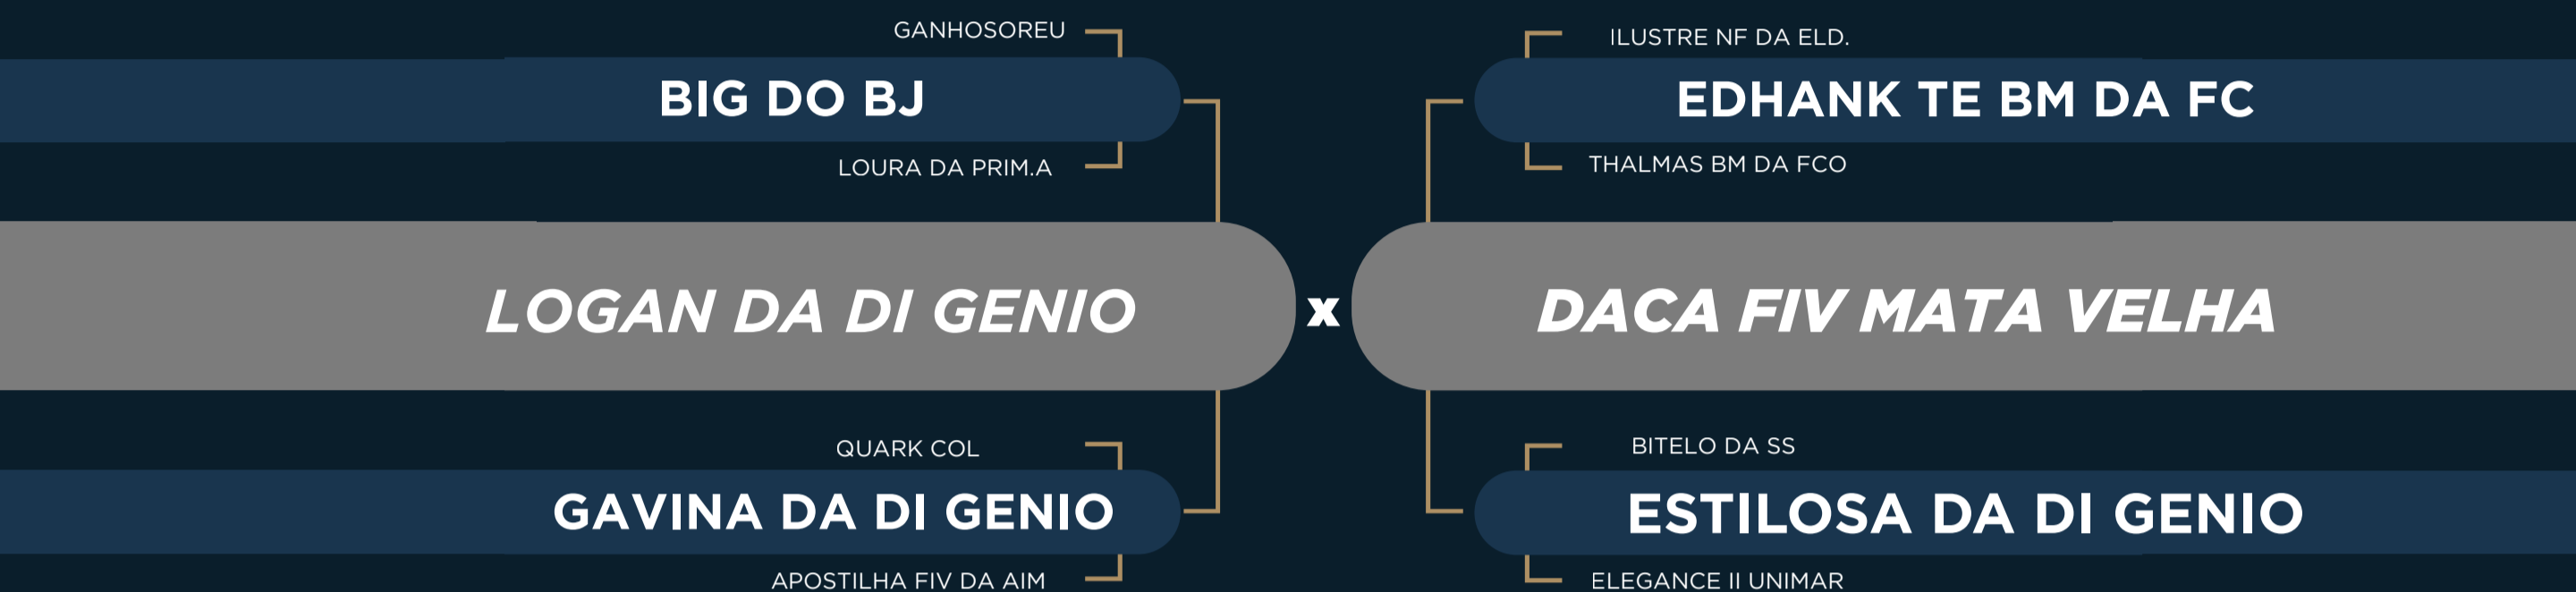 GANHOSOREU
BIG DO BJ
LOURA DA PRIM.A
LOGAN DA DI GENIO
QUARK COL
GAVINA DA DI GENIO
APOSTILHA FIV DA AIM
x
ILUSTRE NF DA ELD.
EDHANK TE BM DA FC
THALMAS BM DA FCO
DACA FIV MATA VELHA
BITELO DA SS
ESTILOSA DA DI GENIO
ELEGANCE II UNIMAR